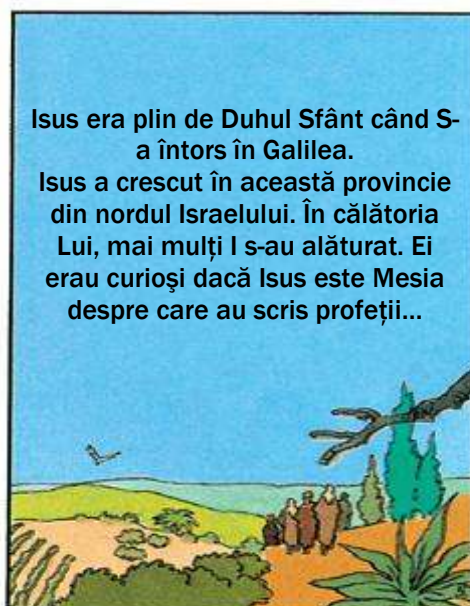 Isus era plin de Duhul Sfânt când S-
a întors în Galilea.
Isus a crescut în această provincie
din nordul Israelului. În călătoria
Lui, mai mulți I s-au alăturat. Ei
erau curioşi dacă Isus este Mesia
despre care au scris profeții...